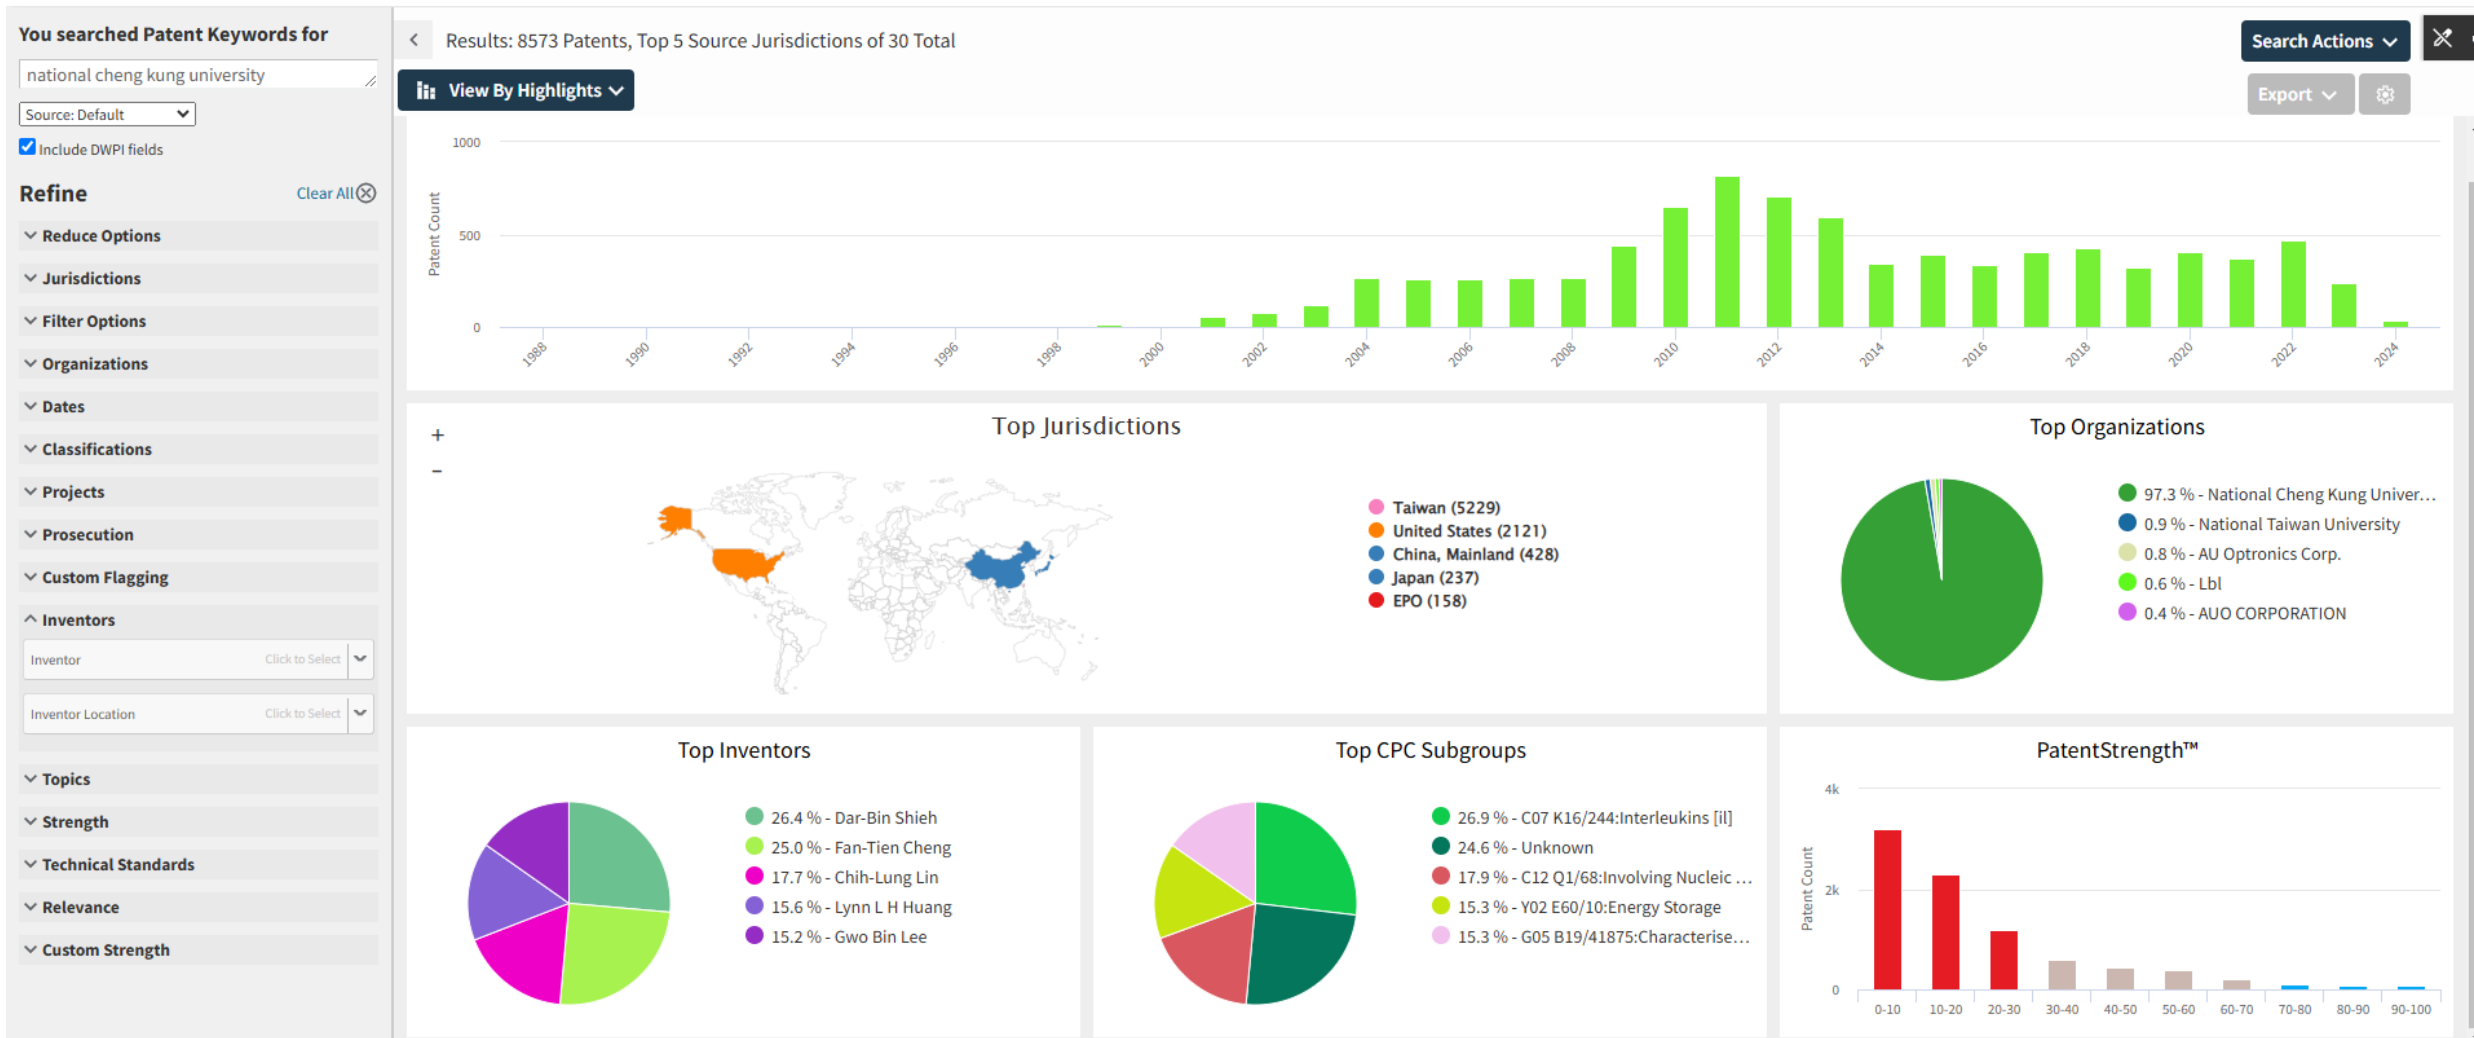 You searched Patent Keywords for
national cheng kung university
Source: Default
Include DWPI fields
Refine
Clear All
Reduce Options
Jurisdictions
Filter Options
Organizations
Dates
Classifications
Projects
Prosecution
Custom Flagging
Inventors
Inventor Click to Select
Inventor Location Click to Select
Topics
Strength
Technical Standards
Relevance
Custom Strength
Results: 8573 Patents, Top 5 Source Jurisdictions of 30 Total
Search Actions
View By Highlights
Export
Patent Count
1000
500
0
1988 1990 1992 1994 1996 1998 2000 2002 2004 2006 2008 2010 2012 2014 2016 2018 2020 2022 2024
Top Jurisdictions
+
−
Taiwan (5229)
United States (2121)
China, Mainland (428)
Japan (237)
EPO (158)
Top Organizations
97.3 % - National Cheng Kung Univer...
0.9 % - National Taiwan University
0.8 % - AU Optronics Corp.
0.6 % - Lbl
0.4 % - AUO CORPORATION
Top Inventors
26.4 % - Dar-Bin Shieh
25.0 % - Fan-Tien Cheng
17.7 % - Chih-Lung Lin
15.6 % - Lynn L H Huang
15.2 % - Gwo Bin Lee
Top CPC Subgroups
26.9 % - C07 K16/244:Interleukins [il]
24.6 % - Unknown
17.9 % - C12 Q1/68:Involving Nucleic ...
15.3 % - Y02 E60/10:Energy Storage
15.3 % - G05 B19/41875:Characterise...
PatentStrength™
Patent Count
4k
2k
0
0-10 10-20 20-30 30-40 40-50 50-60 60-70 70-80 80-90 90-100